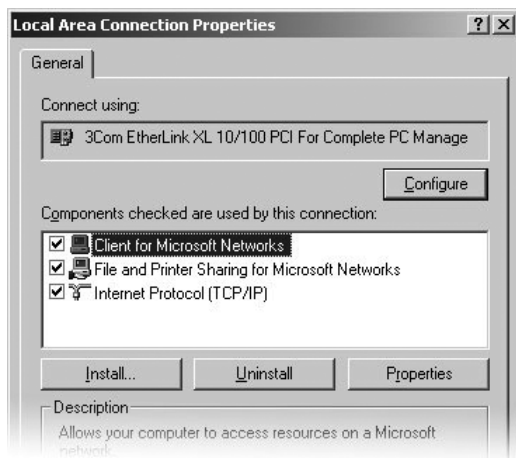 Local Area Connection Properties
General
Connect using:
3Com EtherLink XL 10/100 PCI For Complete PC Manage
Configure
Components checked are used by this connection:
Client for Microsoft Networks
File and Printer Sharing for Microsoft Networks
Internet Protocol (TCP/IP)
Install... Uninstall Properties
Description
Allows your computer to access resources on a Microsoft
network.